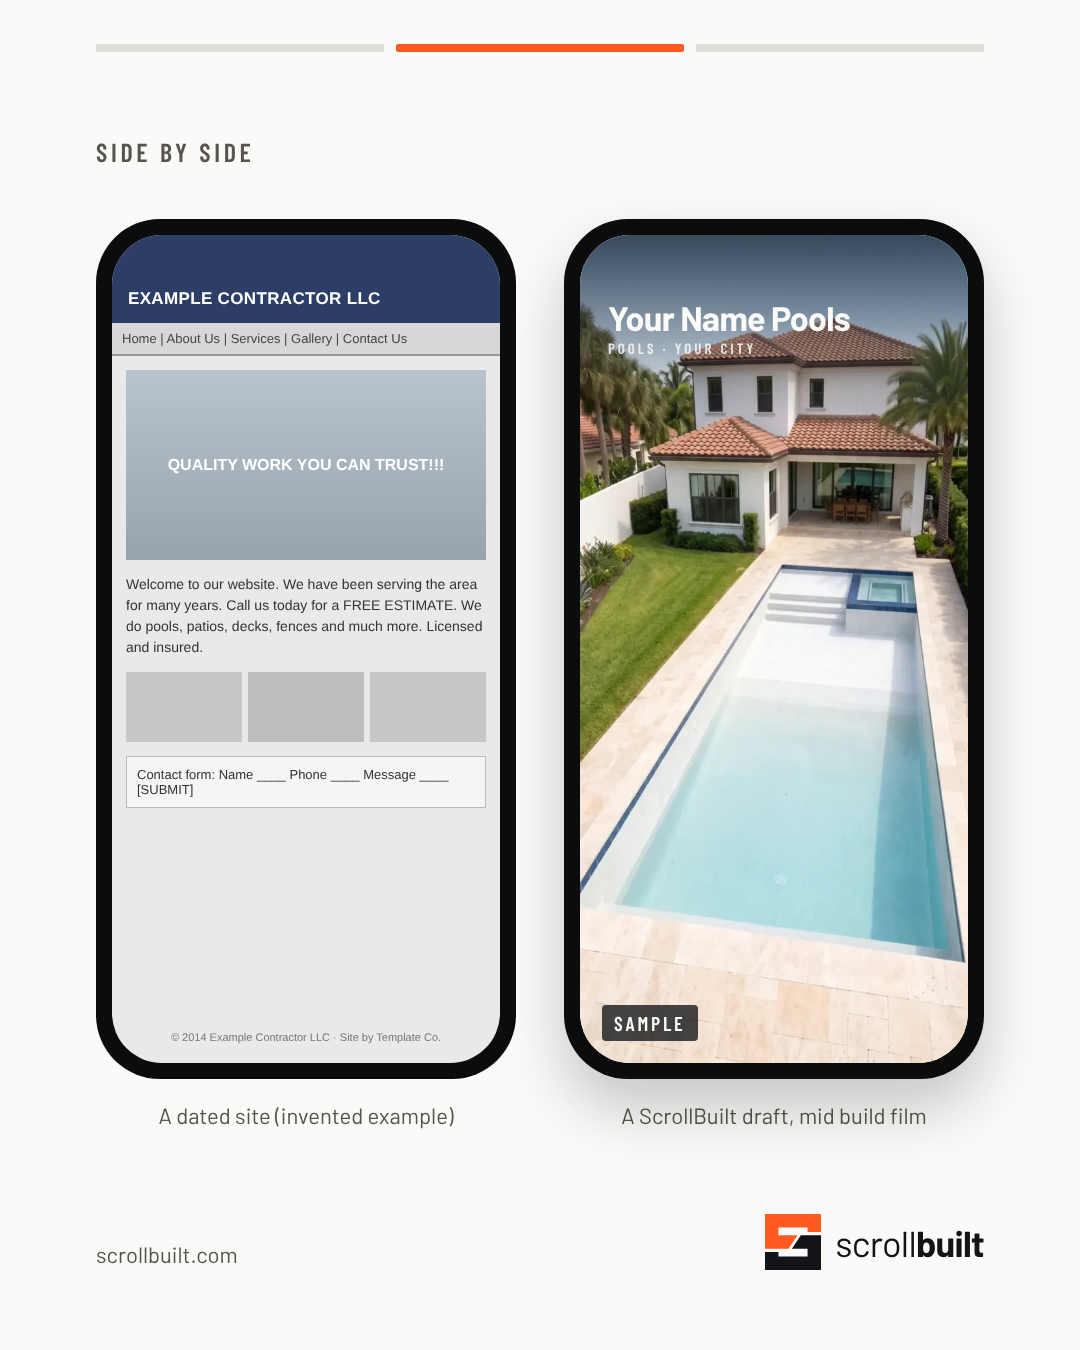 SIDE BY SIDE
EXAMPLE CONTRACTOR LLC
Home | About Us | Services | Gallery | Contact Us
QUALITY WORK YOU CAN TRUST!!!
Welcome to our website. We have been serving the area
for many years. Call us today for a FREE ESTIMATE. We
do pools, patios, decks, fences and much more. Licensed
and insured.
Contact form: Name ____ Phone ____ Message ____
[SUBMIT]
© 2014 Example Contractor LLC · Site by Template Co.
A dated site (invented example)
Your Name Pools
POOLS · YOUR CITY
SAMPLE
A ScrollBuilt draft, mid build film
scrollbuilt.com
scrollbuilt